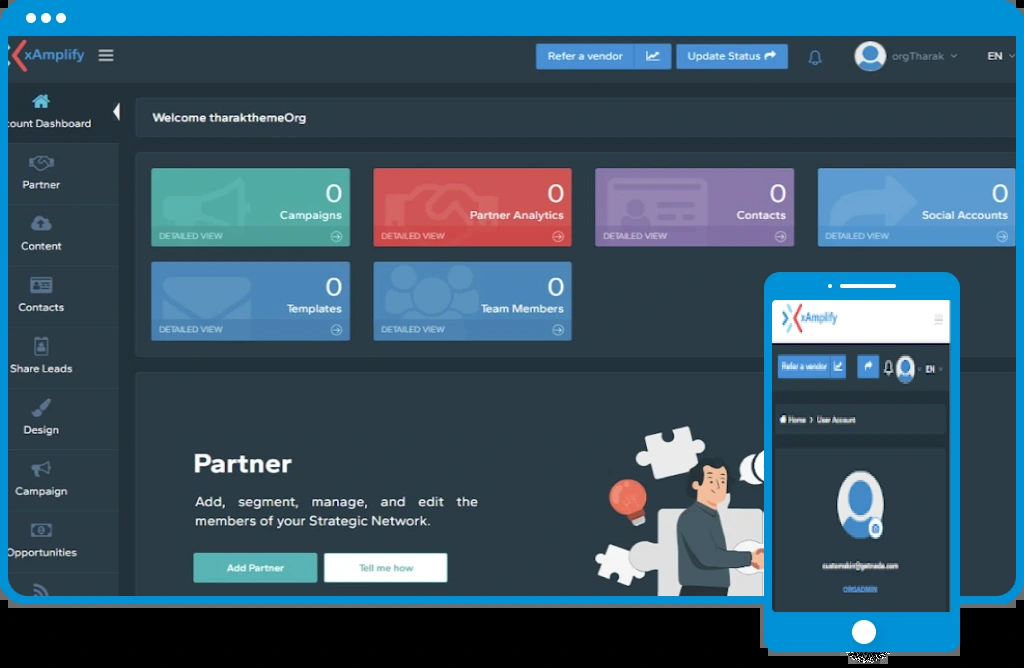 xAmplify
Refer a vendor
Update Status
orgTharak
EN
count Dashboard
Welcome tharakthemeOrg
Partner
Content
Contacts
Share Leads
Design
Campaign
Opportunities
0
Campaigns
DETAILED VIEW
0
Partner Analytics
DETAILED VIEW
0
Contacts
DETAILED VIEW
0
Social Accounts
DETAILED VIEW
0
Templates
DETAILED VIEW
0
Team Members
DETAILED VIEW
Partner
Add, segment, manage, and edit the
members of your Strategic Network.
Add Partner
Tell me how
xAmplify
Refer a vendor
EN
Home
User Account
ORGADMIN